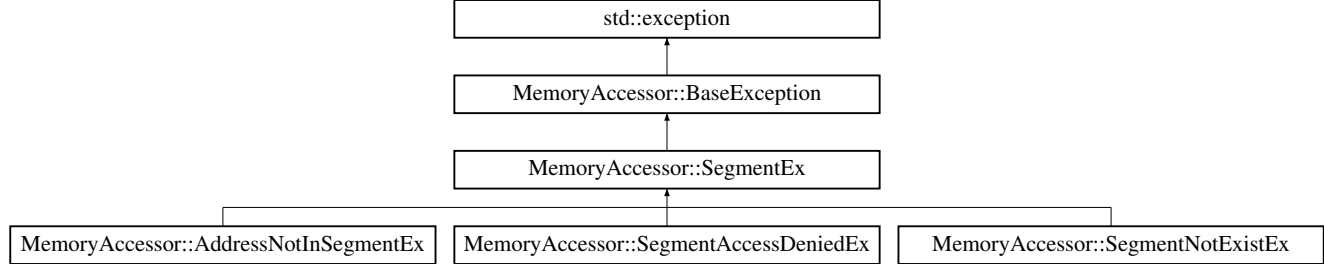 std::exception
MemoryAccessor::BaseException
MemoryAccessor::SegmentEx
MemoryAccessor::AddressNotInSegmentEx
MemoryAccessor::SegmentAccessDeniedEx
MemoryAccessor::SegmentNotExistEx